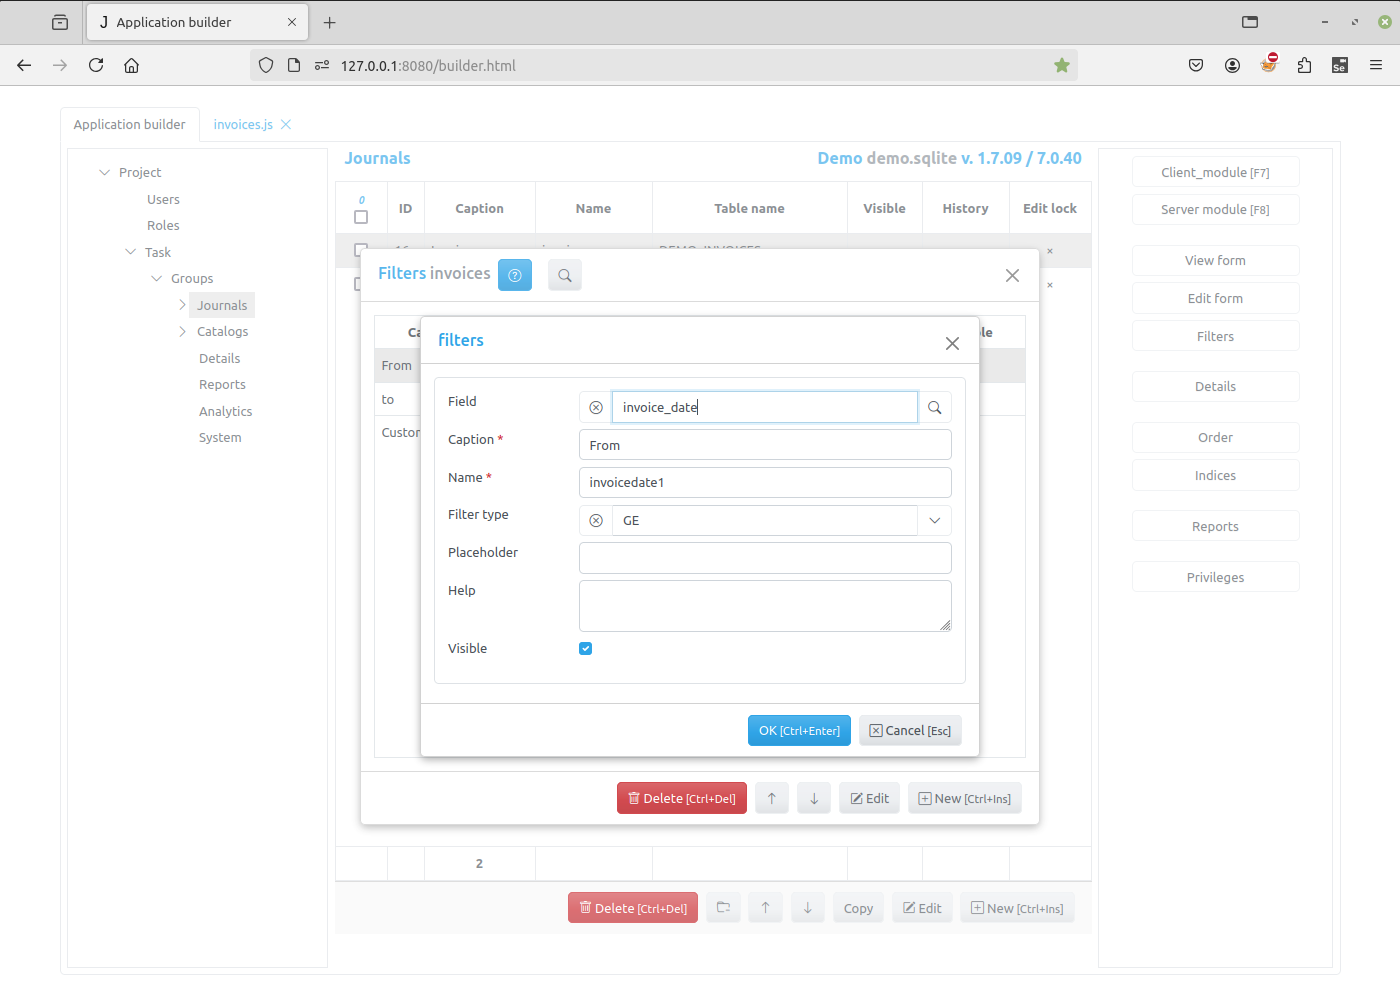 J Application builder
127.0.0.1:8080/builder.html
Se
Application builder
invoices.js
Project
Users
Roles
Task
Groups
Journals
Catalogs
Details
Reports
Analytics
System
Journals
Demo demo.sqlite v. 1.7.09 / 7.0.40
0
ID Caption Name Table name Visible History Edit lock
Filters invoices
From
to
filters
Field
invoice_date
Caption *
From
Name *
invoicedate1
Filter type
GE
Placeholder
Help
Visible
OK [Ctrl+Enter]
Cancel [Esc]
Delete [Ctrl+Del]
Edit
New [Ctrl+Ins]
2
Delete [Ctrl+Del]
Copy
Edit
New [Ctrl+Ins]
Client_module [F7]
Server module [F8]
View form
Edit form
Filters
Details
Order
Indices
Reports
Privileges